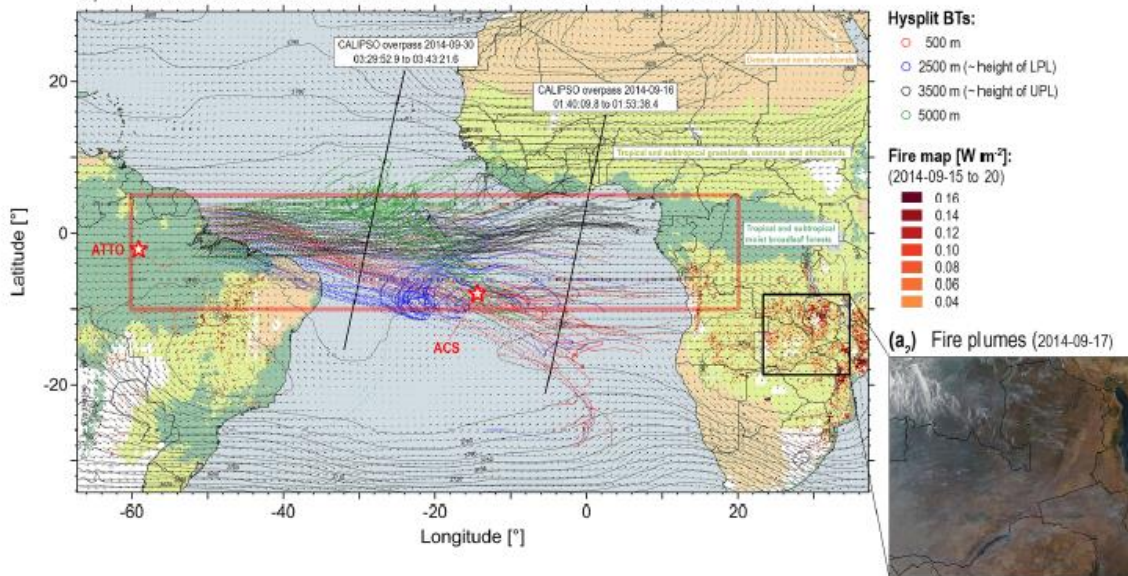 CALIPSO overpass 2014-09-30
03:29:52.9 to 03:43:21.6
CALIPSO overpass 2014-09-16
01:40:09.8 to 01:53:38.4
Deserts and xeric shrublands
Tropical and subtropical grasslands, savannas and shrublands
Tropical and subtropical
moist broadleaf forests
ATTO
ACS
20
0
-20
Latitude [°]
-60
-40
-20
0
20
Longitude [°]
Hysplit BTs:
500 m
2500 m (~ height of LPL)
3500 m (~ height of UPL)
5000 m
Fire map [W m-2]:
(2014-09-15 to 20)
0.16
0.14
0.12
0.10
0.08
0.06
0.04
(a2) Fire plumes (2014-09-17)